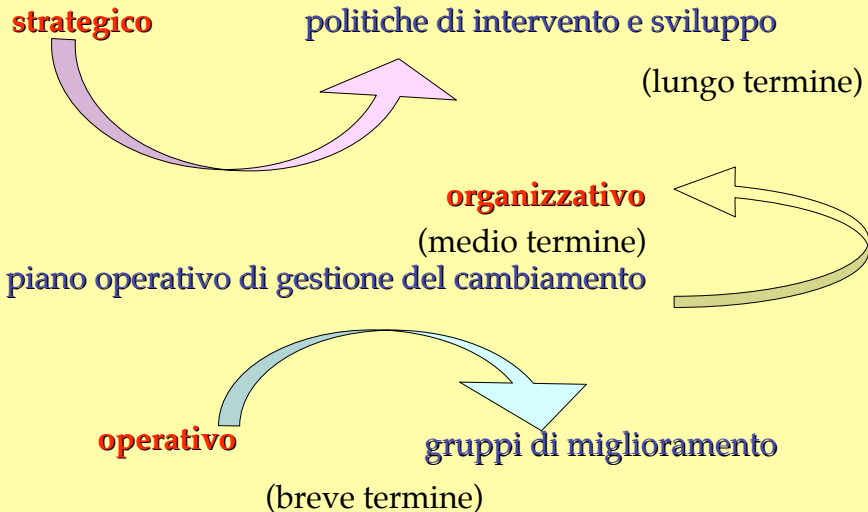 strategico politiche di intervento e sviluppo
(lungo termine)
organizzativo
(medio termine)
piano operativo di gestione del cambiamento
operativo gruppi di miglioramento
(breve termine)